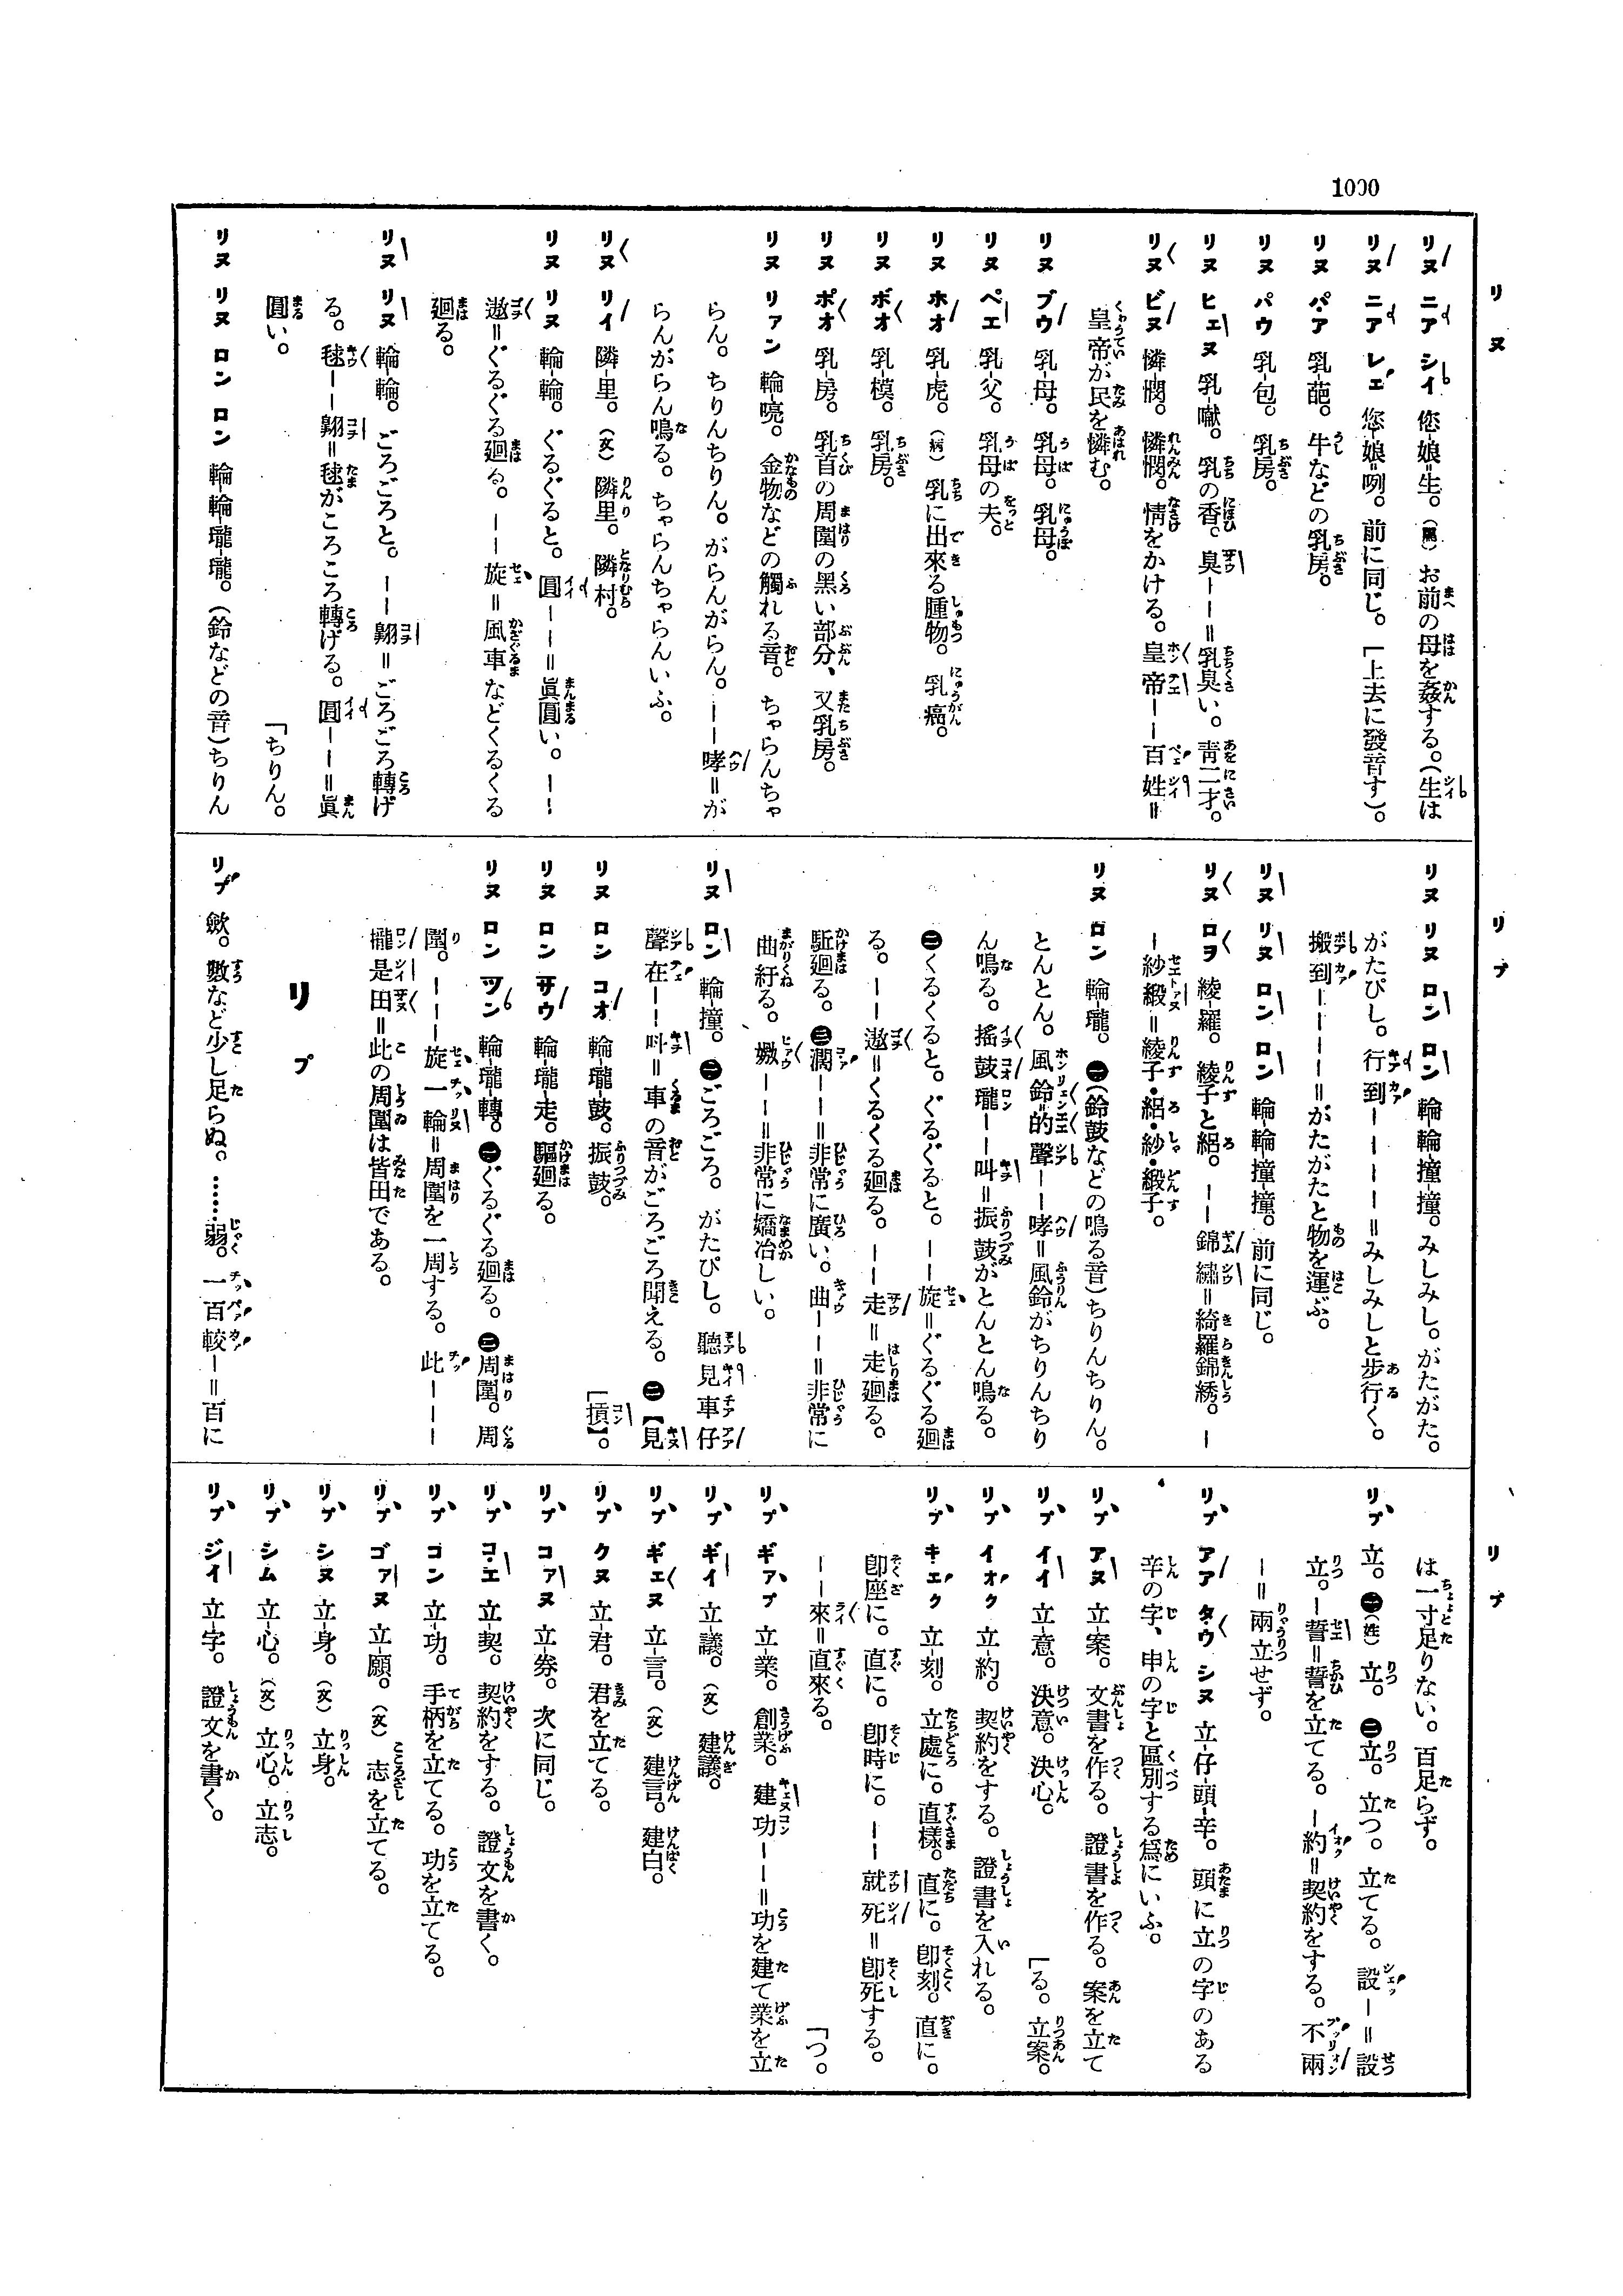 1000
リヌ
リヌ ニア シイ 您-娘=生。(罵) お前の母を姦する。(生は
リヌ ニア レェ 您-娘=咧。前に同じ。 [上去に發音す)。
リヌ パ・ア 乳-葩。牛などの乳房。
リヌ パウ 乳-包。乳房。
リヌ ヒェヌ 乳-嚱。乳の香。臭ーー=乳臭い。靑二才。
リヌ ビヌ 憐-憫。憐憫。情をかける。皇帝ーー百姓=
皇帝が民を憐む。
リヌ ブウ 乳-母。乳母。乳母。
リヌ ペエ 乳-父。乳母の夫。
リヌ ホオ 乳-虎。(病) 乳に出來る腫物。乳癌。
リヌ ボオ 乳-模。乳房。
リヌ ポオ 乳-房。乳首の周圍の黑い部分、又乳房。
リヌ リァン 輪-喨。金物などの觸れる音。ちゃらんちゃ
らん。ちりんちりん。がらんがらん。ーー哮=が
らんがらん鳴る。ちゃらんちゃらんいふ。
リヌ リイ 隣-里。(文) 隣里。隣村。
リヌ リヌ 輪-輪。ぐるぐると。圓ーー=眞圓い。ーー
遨=ぐるぐる廻る。ーー旋=風車などくるくる
廻る。
リヌ リヌ 輪-輪。ごろごろと。ーー翱=ごろごろ轉げ
る。毬ーー翱=毬がころころ轉げる。圓ーー=眞
圓い。 「ちりん。
リヌ リヌ ロン ロン 輪-輪-瓏-瓏。(鈴などの音)ちりん
リプ
リヌ リヌ ロン ロン 輪-輪-撞-撞。みしみし。がたがた。
がたぴし。行到ーーーー=みしみしと步行く。
搬到ーーーー=がたがたと物を運ぶ。
リヌ リヌ ロン ロン 輪-輪-撞-撞。前に同じ。
リヌ ロヲ 綾-羅。綾子と絽。ーー錦繡=綺羅錦綉。ー
ー紗緞=綾子・絽・紗・緞子。
リヌ ロン 輪-瓏。㊀(鈴鼓などの鳴る音)ちりんちりん。
とんとん。風鈴=的聲ーー哮=風鈴がちりんちり
ん鳴る。搖鼓瓏ーー叫=振鼓がとんとん鳴る。
㊁くるくると。ぐるぐると。ーー旋=ぐるぐる廻
る。ーー遨=くるくる廻る。ーー走=走廻る。
駈廻る。㊂濶ーー=非常に廣い。曲ーー=非常に
曲紆る。嫐ーー=非常に嬌冶しい。
リヌ ロン 輪-撞。㊀ごろごろ。がたぴし。聽見車仔
聲在ーー叫=車の音がごろごろ聞える。㊁【見
[摃】。
リヌ ロン コオ 輪-瓏-鼓。振鼓。
リヌ ロン サウ 輪-瓏-走。驅廻る。
リヌ ロン ツン 輪-瓏-轉。㊀ぐるぐる廻る。㊁周圍。周
圍。ーーー旋一輪=周圍を一周する。此ーーー
攏是田=此の周圍は皆田である。
リプ
リプ 歛。數など少し足らぬ。……弱。一百較ー=百に
リプ
は一寸足りない。百足らず。
リプ 立。㊀(姓) 立。㊁立。立つ。立てる。設ー=設
立。ー誓=誓を立てる。ー約=契約をする。不兩
ー=兩立せず。
リプ アア タ・ウ シヌ 立-仔-頭-辛。頭に立の字のある
辛の字、申の字と區別する爲にいふ。
リプ アヌ 立-案。文書を作る。證書を作る。案を立て
[る。立案。
リプ イイ 立-意。決意。決心。
リプ イオク 立-約。契約をする。證書を入れる。
リプ キ・ェク 立-刻。立處に。直樣。直に。卽刻。直に。
卽座に。直に。卽時に。ーー就死=卽死する。
ーー來=直來る。 「つ。
リプ ギァプ 立-業。創業。建功ーー=功を建て業を立
リプ ギイ 立-議。(文) 建議。
リプ ギェヌ 立-言。(文) 建言。建白。
リプ クヌ 立-君。君を立てる。
リプ コァヌ 立-券。次に同じ。
リプ コ・エ 立-契。契約をする。證文を書く。
リプ コン 立-功。手柄を立てる。功を立てる。
リプ ゴァヌ 立-願。(文) 志を立てる。
リプ シヌ 立-身。(文) 立身。
リプ シム 立-心。(文) 立心。立志。
リプ ジイ 立-字。證文を書く。